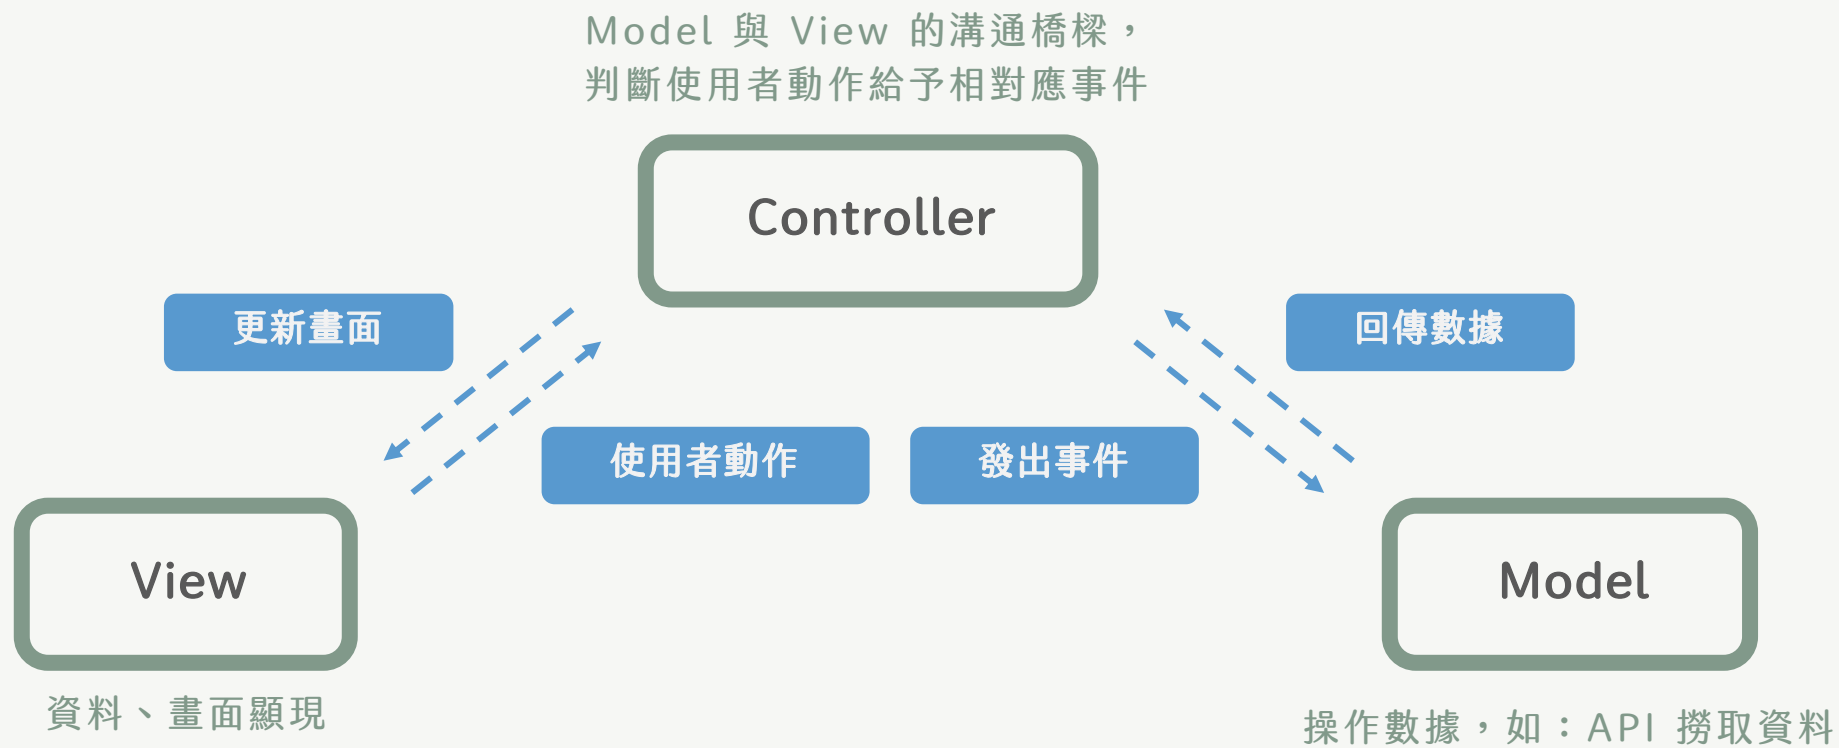 Model 與 View 的溝通橋樑，
判斷使用者動作給予相對應事件
Controller
更新畫面
回傳數據
使用者動作
發出事件
View
Model
資料、畫面顯現
操作數據，如：API 撈取資料